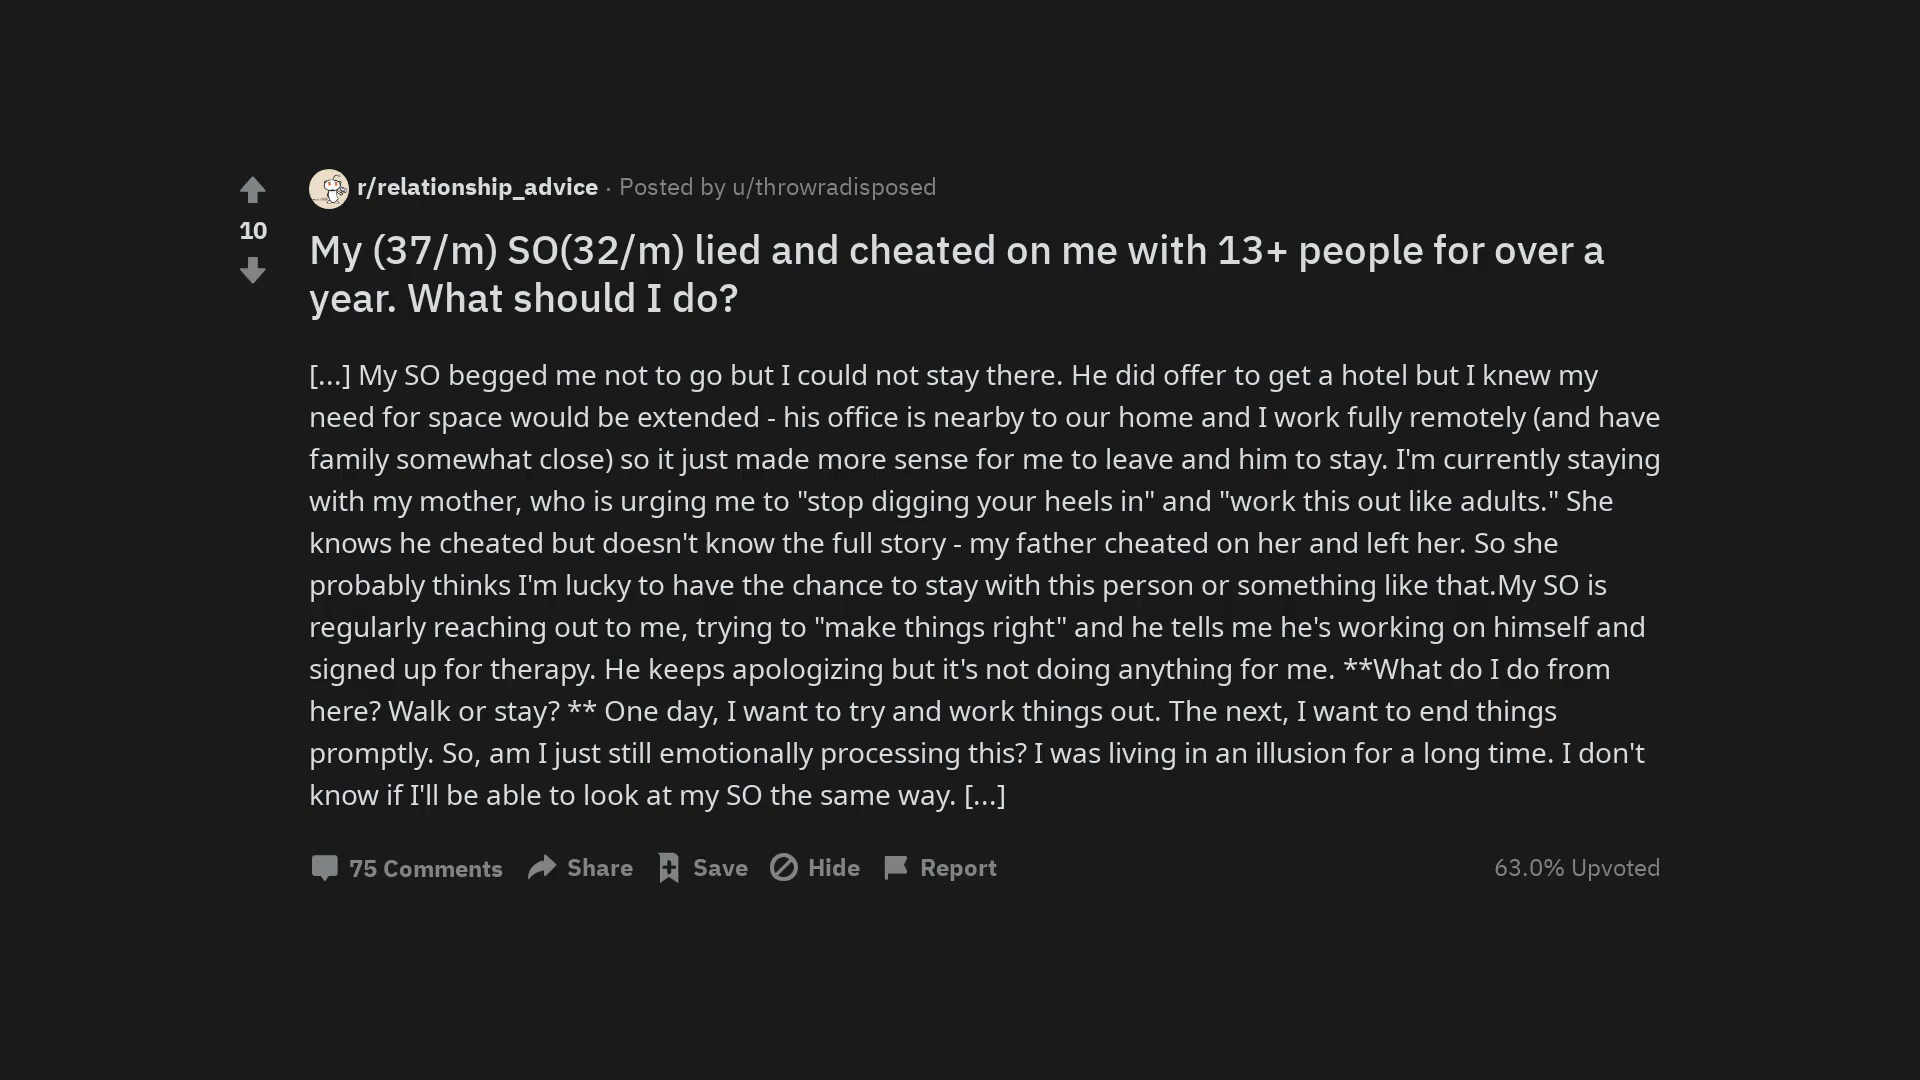 r/relationship_advice · Posted by u/throwradisposed
10
My (37/m) SO(32/m) lied and cheated on me with 13+ people for over a
year. What should I do?
[...] My SO begged me not to go but I could not stay there. He did offer to get a hotel but I knew my
need for space would be extended - his office is nearby to our home and I work fully remotely (and have
family somewhat close) so it just made more sense for me to leave and him to stay. I'm currently staying
with my mother, who is urging me to "stop digging your heels in" and "work this out like adults." She
knows he cheated but doesn't know the full story - my father cheated on her and left her. So she
probably thinks I'm lucky to have the chance to stay with this person or something like that.My SO is
regularly reaching out to me, trying to "make things right" and he tells me he's working on himself and
signed up for therapy. He keeps apologizing but it's not doing anything for me. **What do I do from
here? Walk or stay? ** One day, I want to try and work things out. The next, I want to end things
promptly. So, am I just still emotionally processing this? I was living in an illusion for a long time. I don't
know if I'll be able to look at my SO the same way. [...]
75 Comments Share Save Hide Report 63.0% Upvoted